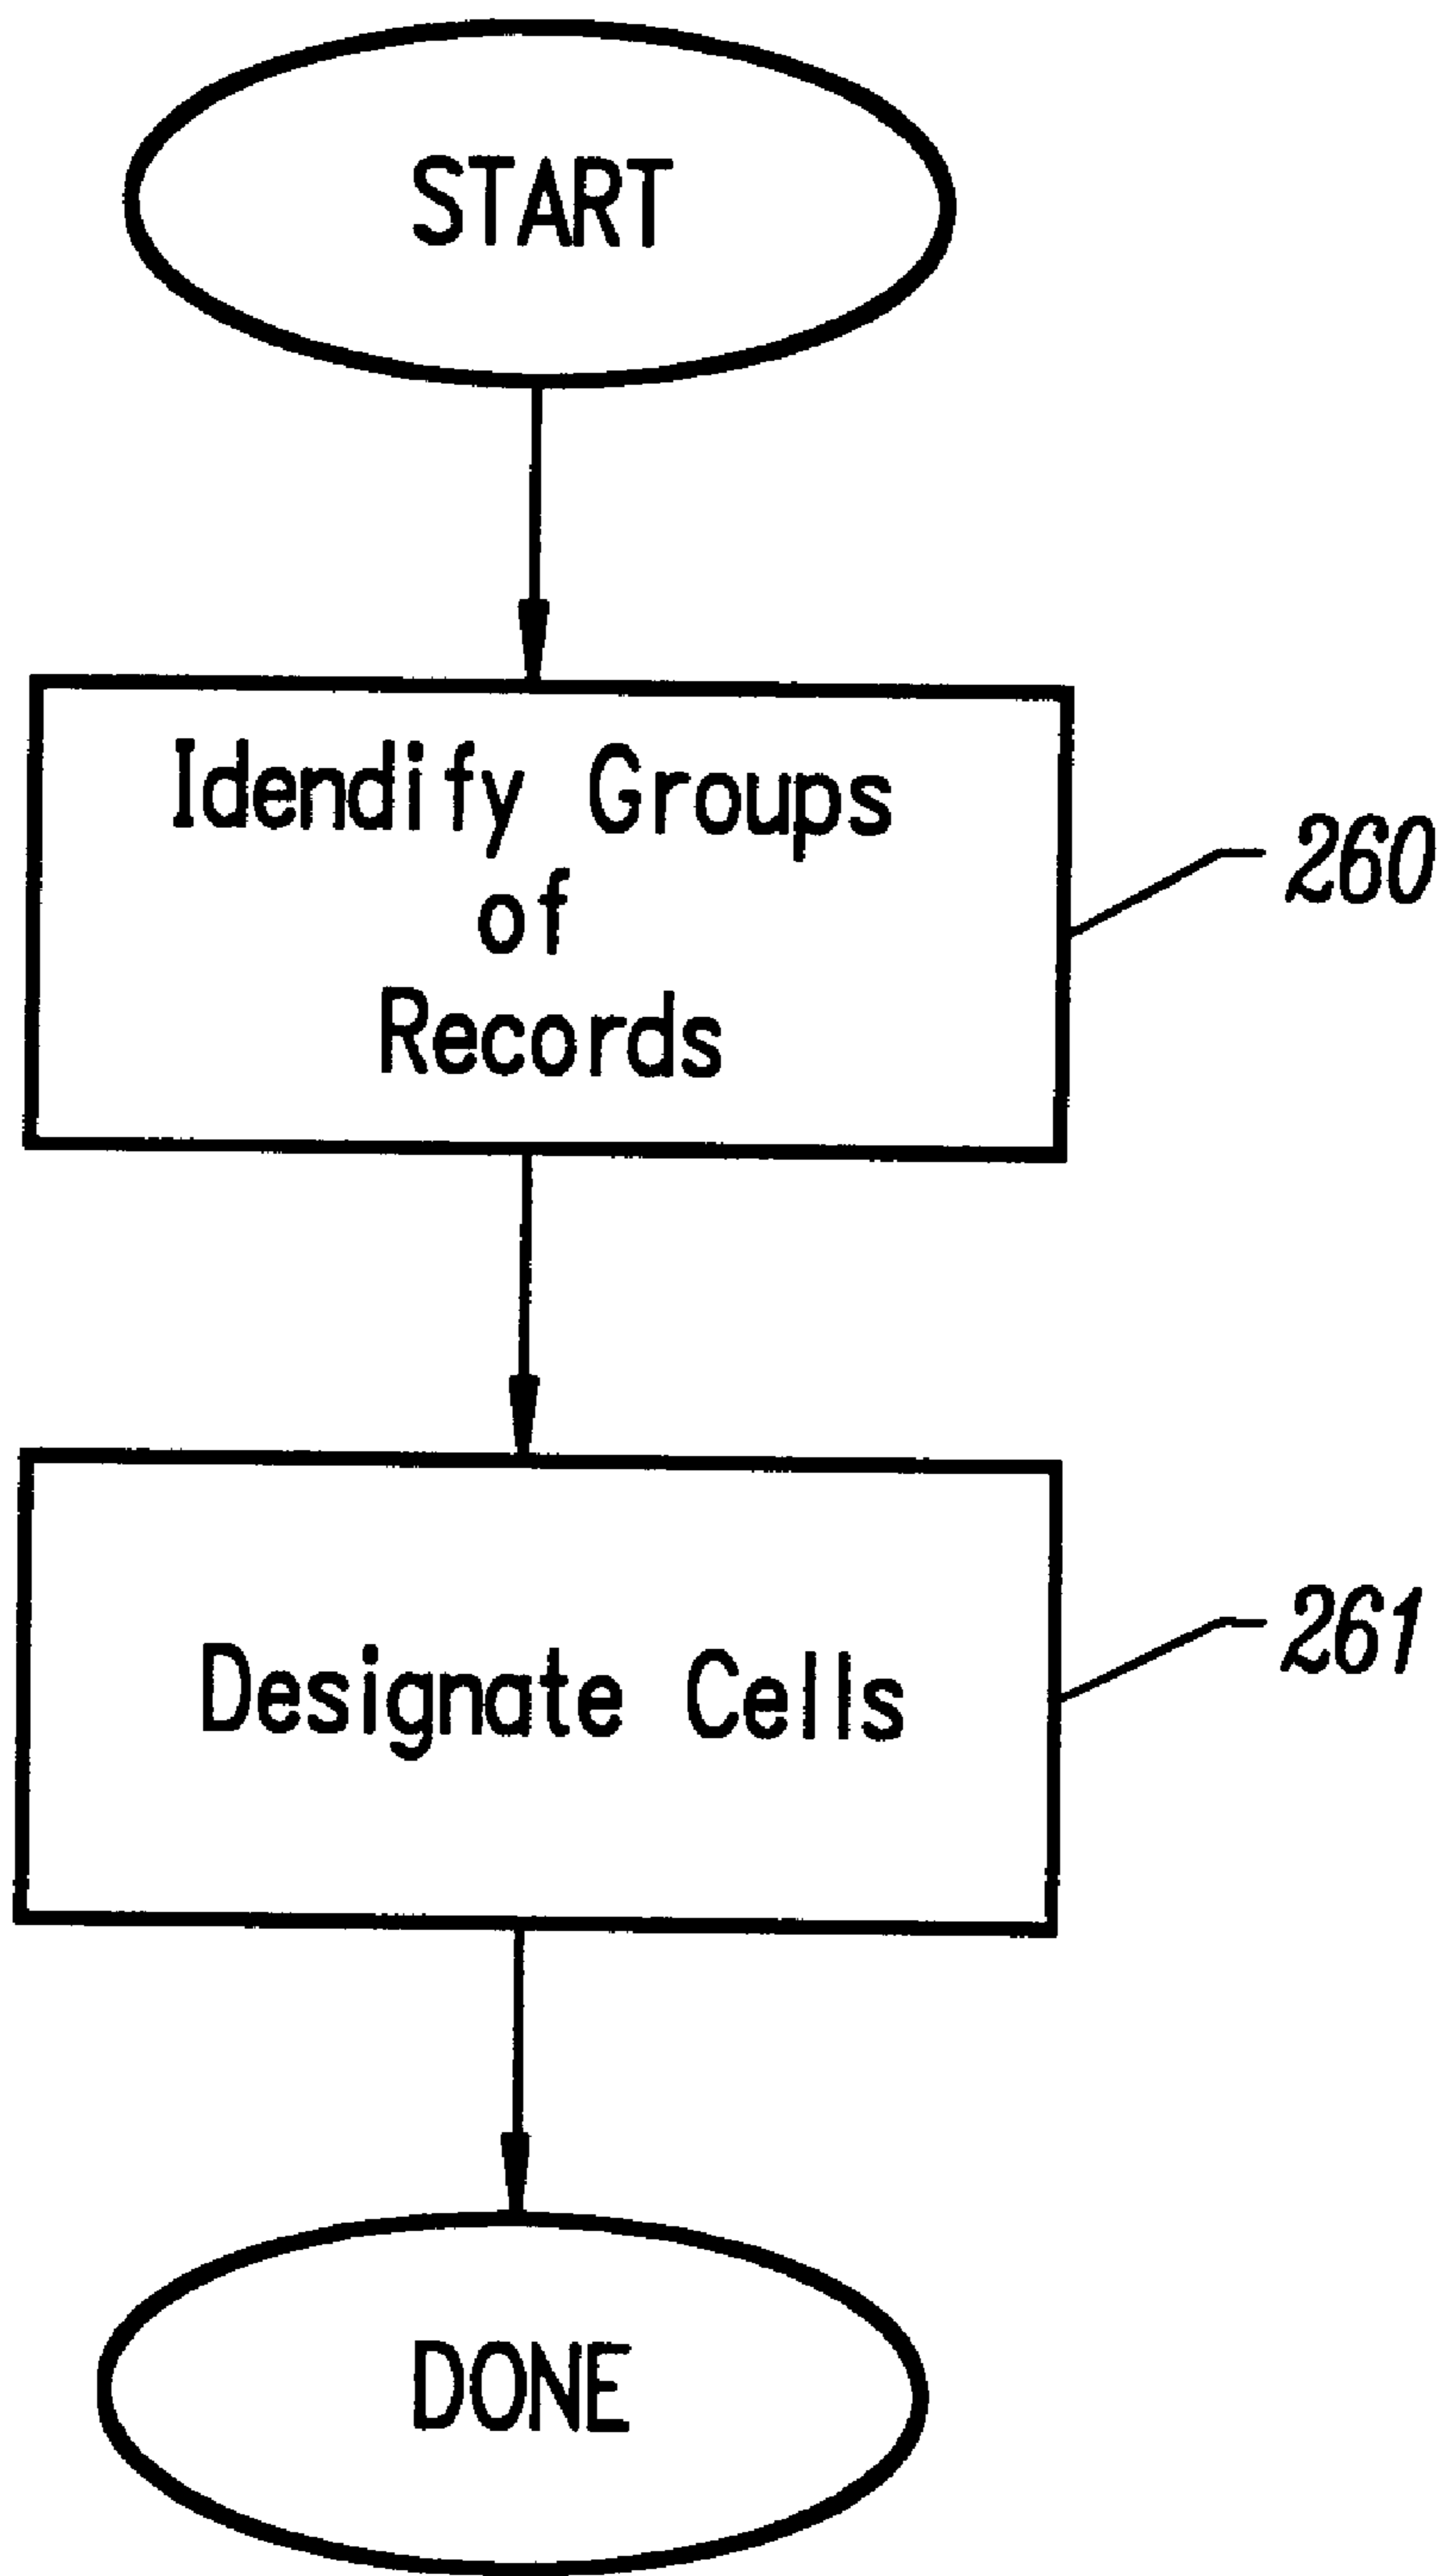 START
Idendify Groups
of
Records
260
Designate Cells
261
DONE